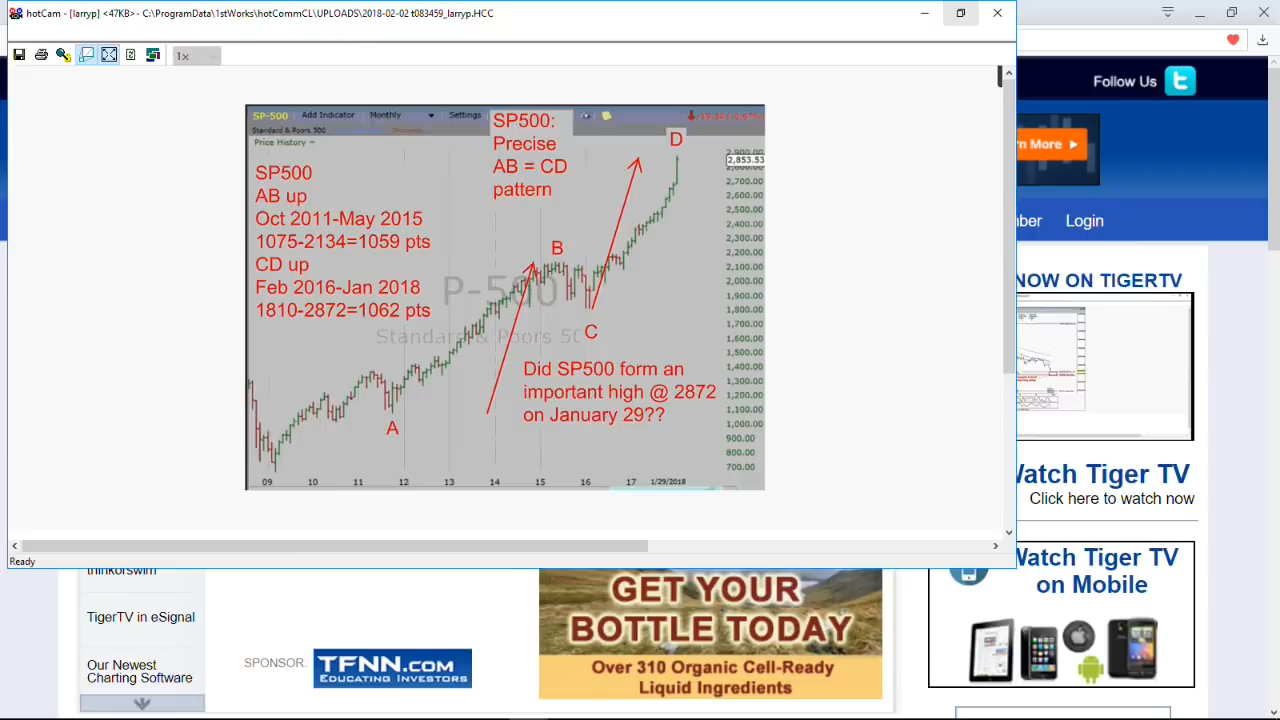 hotCam - [larryp] <47KB> - C:\ProgramData\1stWorks\hotCommCL\UPLOADS\2018-02-02 t083459_larryp.HCC
1x
SP-500 Add Indicator Monthly Settings
Standard & Poors 500
Price History
SP500:
Precise
AB = CD
pattern
SP500
AB up
Oct 2011-May 2015
1075-2134=1059 pts
CD up
Feb 2016-Jan 2018
1810-2872=1062 pts
D
B
P-500
Standard & Poors 50
C
A
Did SP500 form an
important high @ 2872
on January 29??
2,900.00
2,853.53
2,700.00
2,600.00
2,500.00
2,400.00
2,300.00
2,200.00
2,100.00
2,000.00
1,900.00
1,800.00
1,700.00
1,600.00
1,500.00
1,400.00
1,300.00
1,200.00
1,100.00
1,000.00
900.00
800.00
700.00
09 10 11 12 13 14 15 16 17 1/29/2018
Ready
Follow Us
n More
mber Login
NOW ON TIGERTV
Watch Tiger TV
Click here to watch now
Watch Tiger TV
on Mobile
thinkorswim
TigerTV in eSignal
Our Newest
Charting Software
SPONSOR.
TFNN.COM
EDUCATING INVESTORS
GET YOUR
BOTTLE TODAY
Over 310 Organic Cell-Ready
Liquid Ingredients